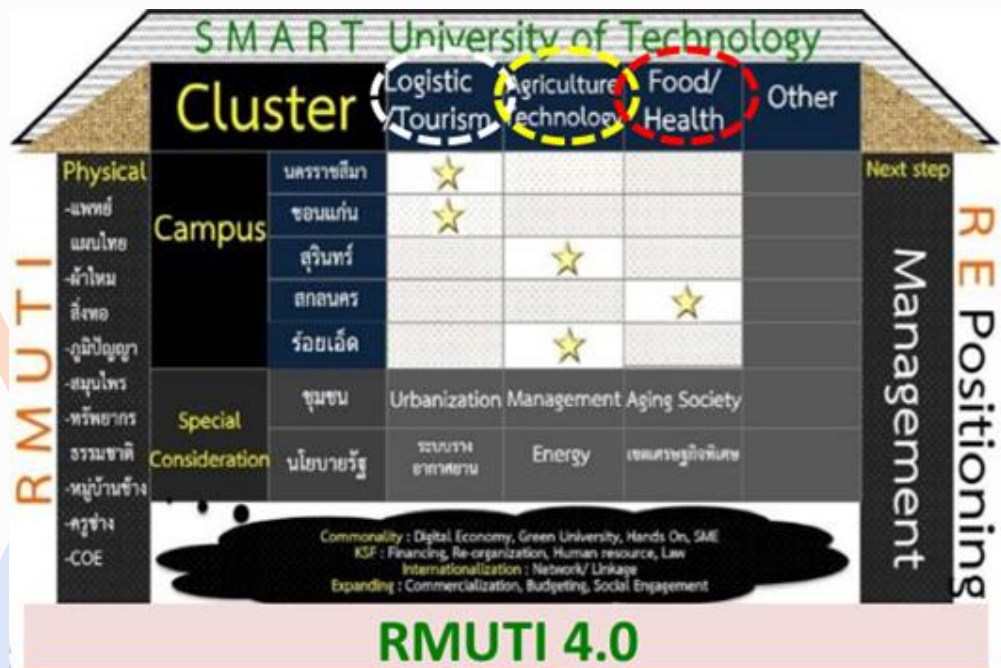 SMART University of Technology
Cluster
Logistic
/Tourism
Agriculture
Technology
Food/
Health
Other
RMUTI
Physical
-แพทย์
แผนไทย
-ผ้าไหม
สิ่งทอ
-ภูมิปัญญา
-สมุนไพร
-ทรัพยากร
ธรรมชาติ
-หมู่บ้านช้าง
-ครูช่าง
-COE
Campus
นครราชสีมา
ขอนแก่น
สุรินทร์
สกลนคร
ร้อยเอ็ด
Special
Consideration
ชุมชน
Urbanization
Management
Aging Society
นโยบายรัฐ
ระบบราง
อากาศยาน
Energy
เขตเศรษฐกิจพิเศษ
Next step
Management
RE Positioning
Commonality : Digital Economy, Green University, Hands On, SME
KSF : Financing, Re-organization, Human resource, Law
Internationalization : Network/ Linkage
Expanding : Commercialization, Budgeting, Social Engagement
RMUTI 4.0